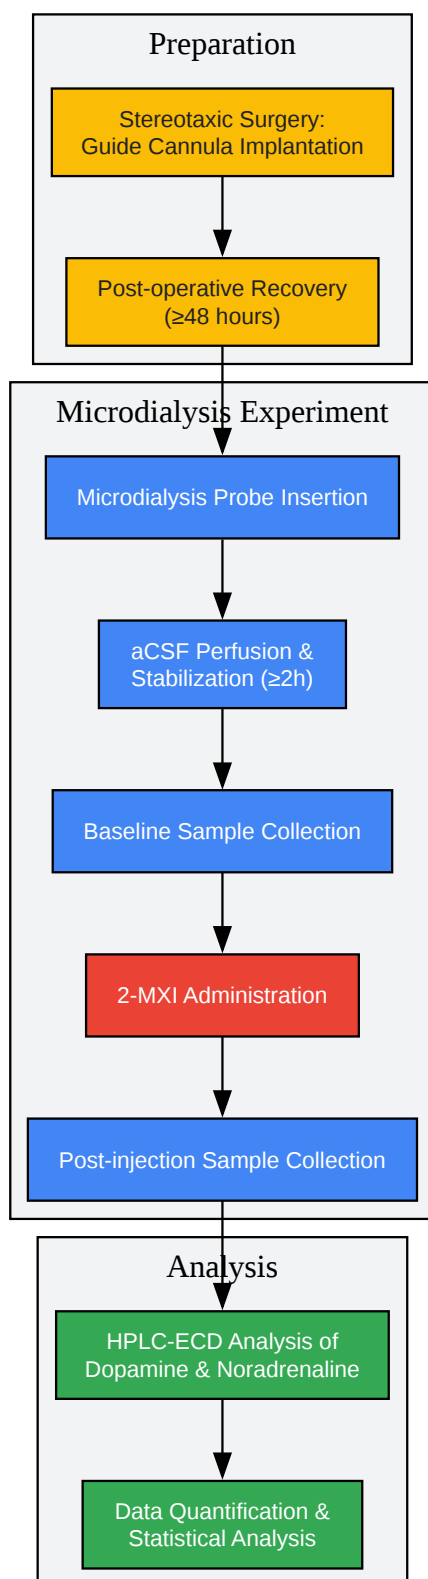 Preparation
Stereotaxic Surgery:
Guide Cannula Implantation
Post-operative Recovery
(≥48 hours)
Microdialysis Experiment
Microdialysis Probe Insertion
aCSF Perfusion &
Stabilization (≥2h)
Baseline Sample Collection
2-MXI Administration
Post-injection Sample Collection
Analysis
HPLC-ECD Analysis of
Dopamine & Noradrenaline
Data Quantification &
Statistical Analysis